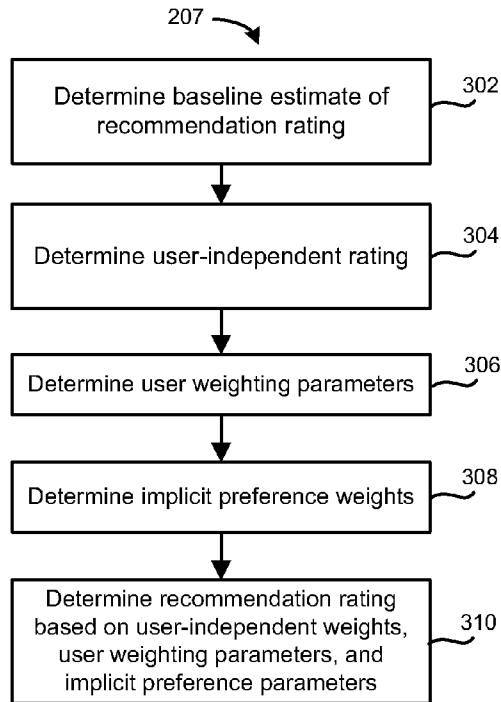 207
Determine baseline estimate of
recommendation rating
302
Determine user-independent rating
304
Determine user weighting parameters
306
Determine implicit preference weights
308
Determine recommendation rating
based on user-independent weights,
user weighting parameters, and
implicit preference parameters
310